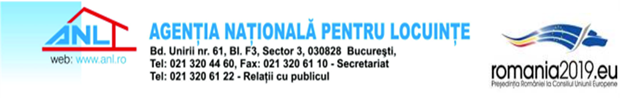 ANL
web: www.anl.ro
AGENȚIA NAȚIONALĂ PENTRU LOCUINȚE
Bd. Unirii nr. 61, Bl. F3, Sector 3, 030828 București,
Tel: 021 320 44 60, Fax: 021 320 61 10 - Secretariat
Tel: 021 320 61 22 - Relații cu publicul
romania2019.eu
Președinția României la Consiliul Uniunii Europene